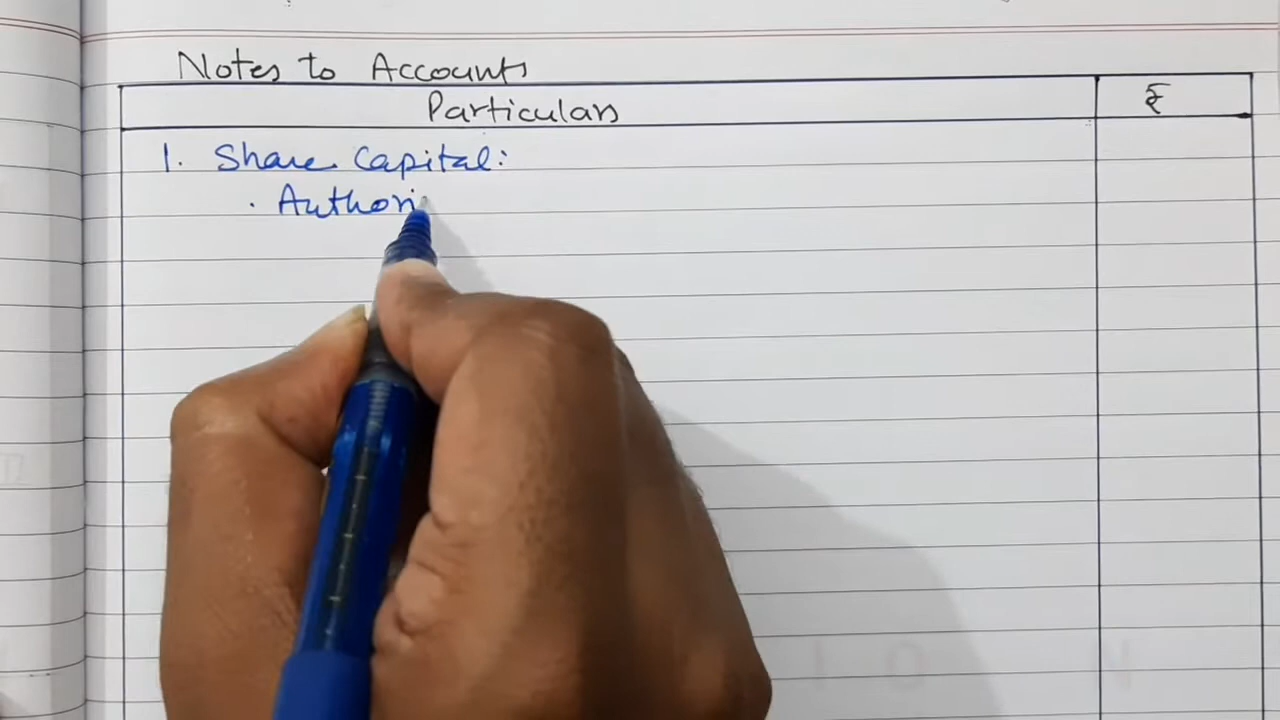 Notes to Accounts
Particulars ₹
1. Share Capital:
· Authori